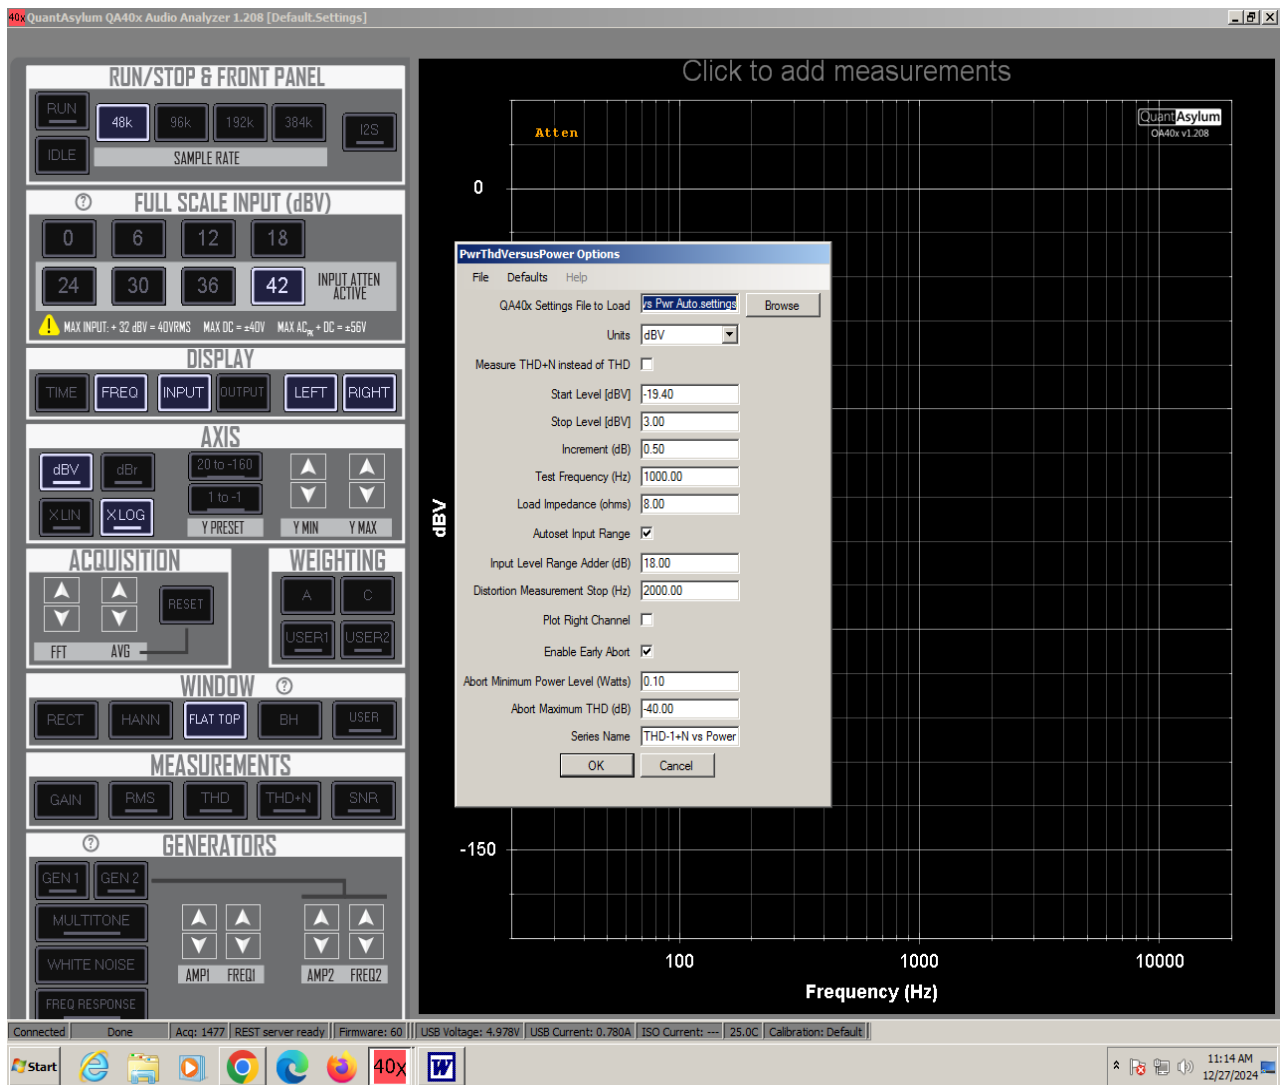 40x QuantAsylum QA40x Audio Analyzer 1.208 [Default.Settings]
RUN/STOP & FRONT PANEL
RUN
48k
96k
192k
384k
I2S
IDLE
SAMPLE RATE
? FULL SCALE INPUT (dBV)
0
6
12
18
24
30
36
42
INPUT ATTEN
ACTIVE
MAX INPUT: + 32 dBV = 40VRMS MAX DC = ±40V MAX ACPK + DC = ±56V
DISPLAY
TIME
FREQ
INPUT
OUTPUT
LEFT
RIGHT
AXIS
dBV
dBr
20 to -160
XLIN
XLOG
1 to -1
Y PRESET
Y MIN
Y MAX
ACQUISITION
RESET
FFT
AVG
WEIGHTING
A
C
USER1
USER2
WINDOW ?
RECT
HANN
FLAT TOP
BH
USER
MEASUREMENTS
GAIN
RMS
THD
THD+N
SNR
? GENERATORS
GEN 1
GEN 2
MULTITONE
WHITE NOISE
FREQ RESPONSE
AMP1
FREQ1
AMP2
FREQ2
Click to add measurements
Atten
QuantAsylum
QA40x v1.208
0
-150
dBV
100
1000
10000
Frequency (Hz)
PwrThdVersusPower Options
File Defaults Help
QA40x Settings File to Load vs Pwr Auto.settings Browse
Units dBV
Measure THD+N instead of THD
Start Level [dBV] -19.40
Stop Level [dBV] 3.00
Increment (dB) 0.50
Test Frequency (Hz) 1000.00
Load Impedance (ohms) 8.00
Autoset Input Range
Input Level Range Adder (dB) 18.00
Distortion Measurement Stop (Hz) 2000.00
Plot Right Channel
Enable Early Abort
Abort Minimum Power Level (Watts) 0.10
Abort Maximum THD (dB) -40.00
Series Name THD-1+N vs Power
OK Cancel
Connected Done Acq: 1477 REST server ready Firmware: 60 USB Voltage: 4.978V USB Current: 0.780A ISO Current: --- 25.0C Calibration: Default
Start
40x
W
11:14 AM
12/27/2024